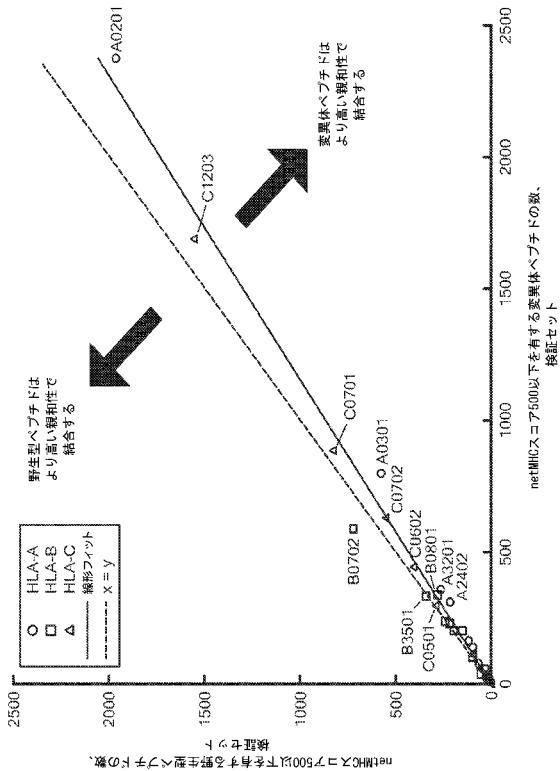 netMHCスコア500以下を有する野生型ペプチドの数、
検証セット
2500
2000
1500
1000
500
0
HLA-A
HLA-B
HLA-C
線形フィット
x = y
野生型ペプチドは
より高い親和性で
結合する
変異体ペプチドは
より高い親和性で
結合する
A0201
C1203
C0701
A0301
B0702
C0702
C0602
B3501
B0801
C0501
A3201
A2402
0
500
1000
1500
2000
2500
netMHCスコア500以下を有する変異体ペプチドの数、
検証セット